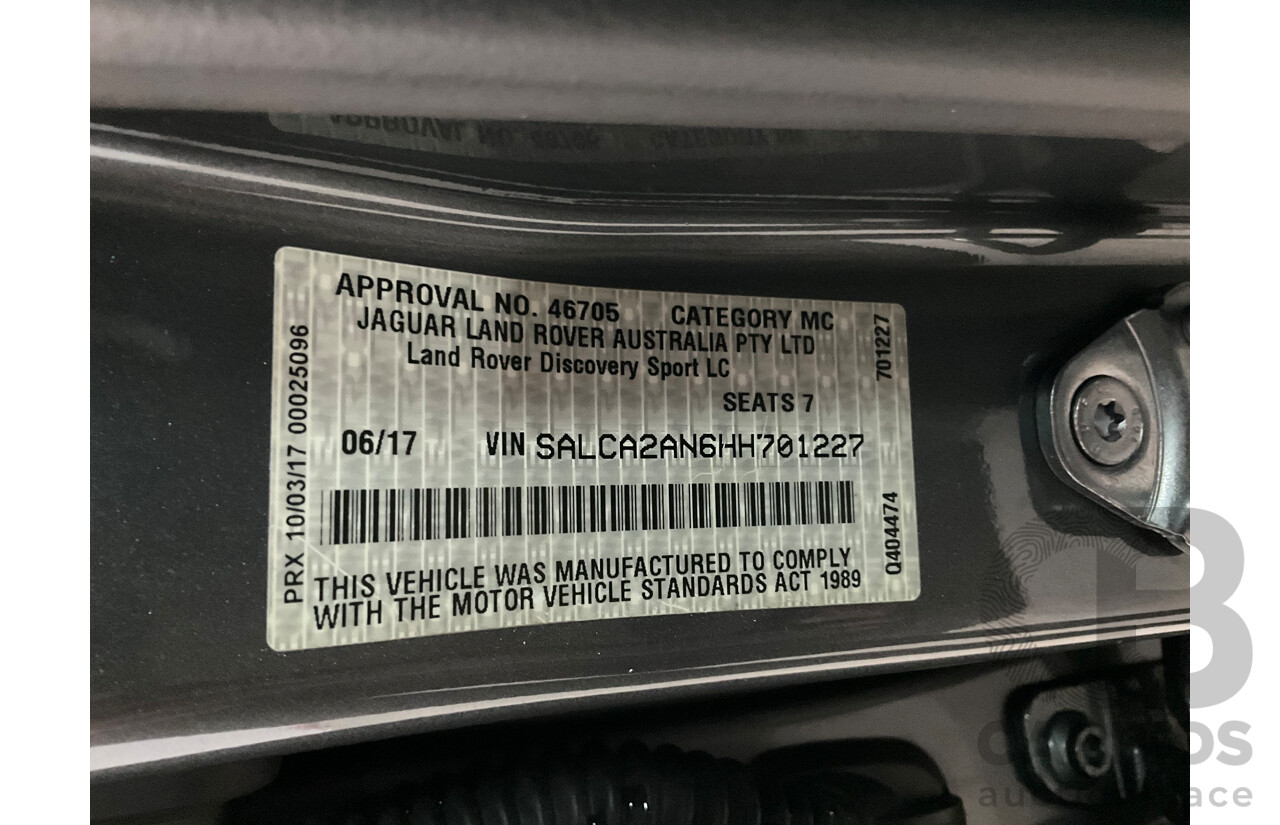 APPROVAL NO. 46705 CATEGORY MC
JAGUAR LAND ROVER AUSTRALIA PTY LTD
Land Rover Discovery Sport LC
SEATS 7
06/17 VIN SALCA2AN6HH701227
THIS VEHICLE WAS MANUFACTURED TO COMPLY
WITH THE MOTOR VEHICLE STANDARDS ACT 1989
PRX 10/03/17 00025096
701227
Q404474